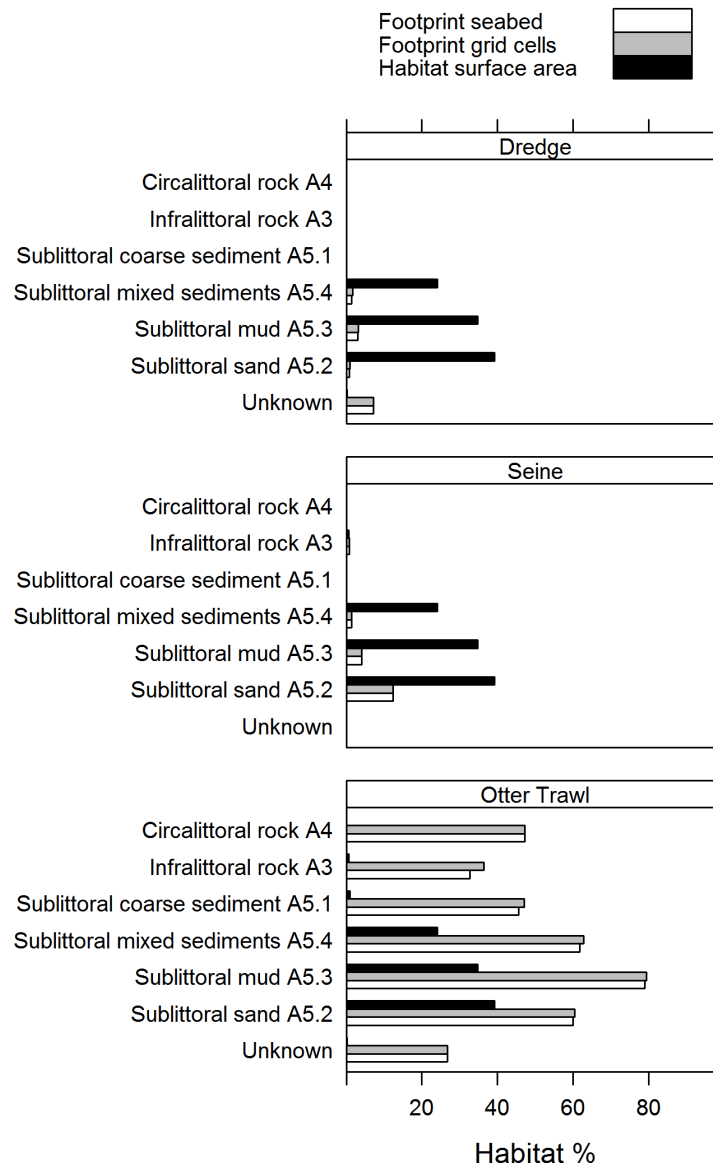 Footprint seabed
Footprint grid cells
Habitat surface area
Dredge
Circalittoral rock A4
Infralittoral rock A3
Sublittoral coarse sediment A5.1
Sublittoral mixed sediments A5.4
Sublittoral mud A5.3
Sublittoral sand A5.2
Unknown
Seine
Circalittoral rock A4
Infralittoral rock A3
Sublittoral coarse sediment A5.1
Sublittoral mixed sediments A5.4
Sublittoral mud A5.3
Sublittoral sand A5.2
Unknown
Otter Trawl
Circalittoral rock A4
Infralittoral rock A3
Sublittoral coarse sediment A5.1
Sublittoral mixed sediments A5.4
Sublittoral mud A5.3
Sublittoral sand A5.2
Unknown
20 40 60 80
Habitat %